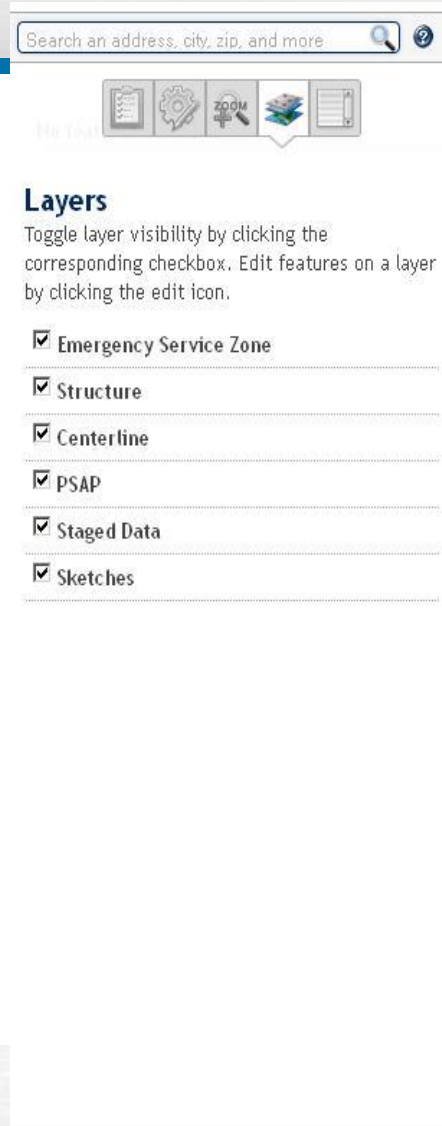 Search an address, city, zip, and more
ZOOM
Layers
Toggle layer visibility by clicking the
corresponding checkbox. Edit features on a layer
by clicking the edit icon.
Emergency Service Zone
Structure
Centerline
PSAP
Staged Data
Sketches